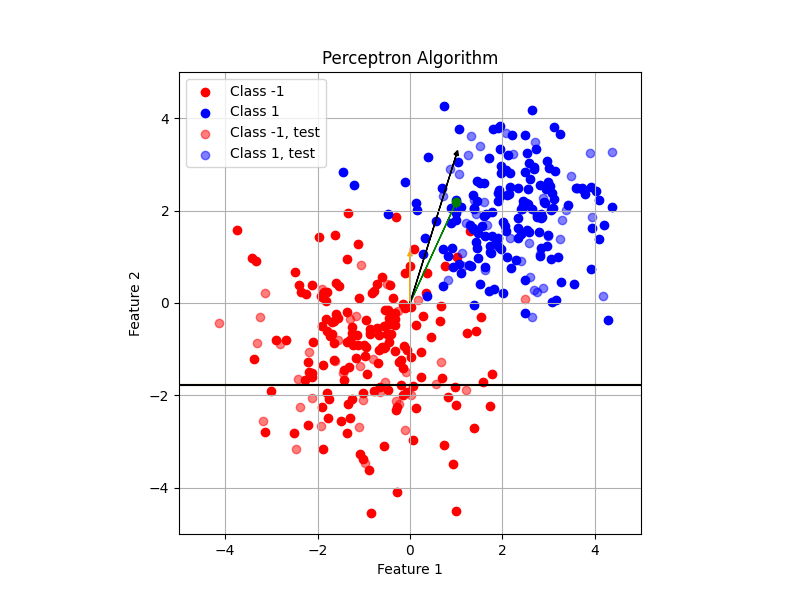 Perceptron Algorithm
Class -1
Class 1
Class -1, test
Class 1, test
4
2
0
−2
−4
Feature 2
−4 −2 0 2 4
Feature 1